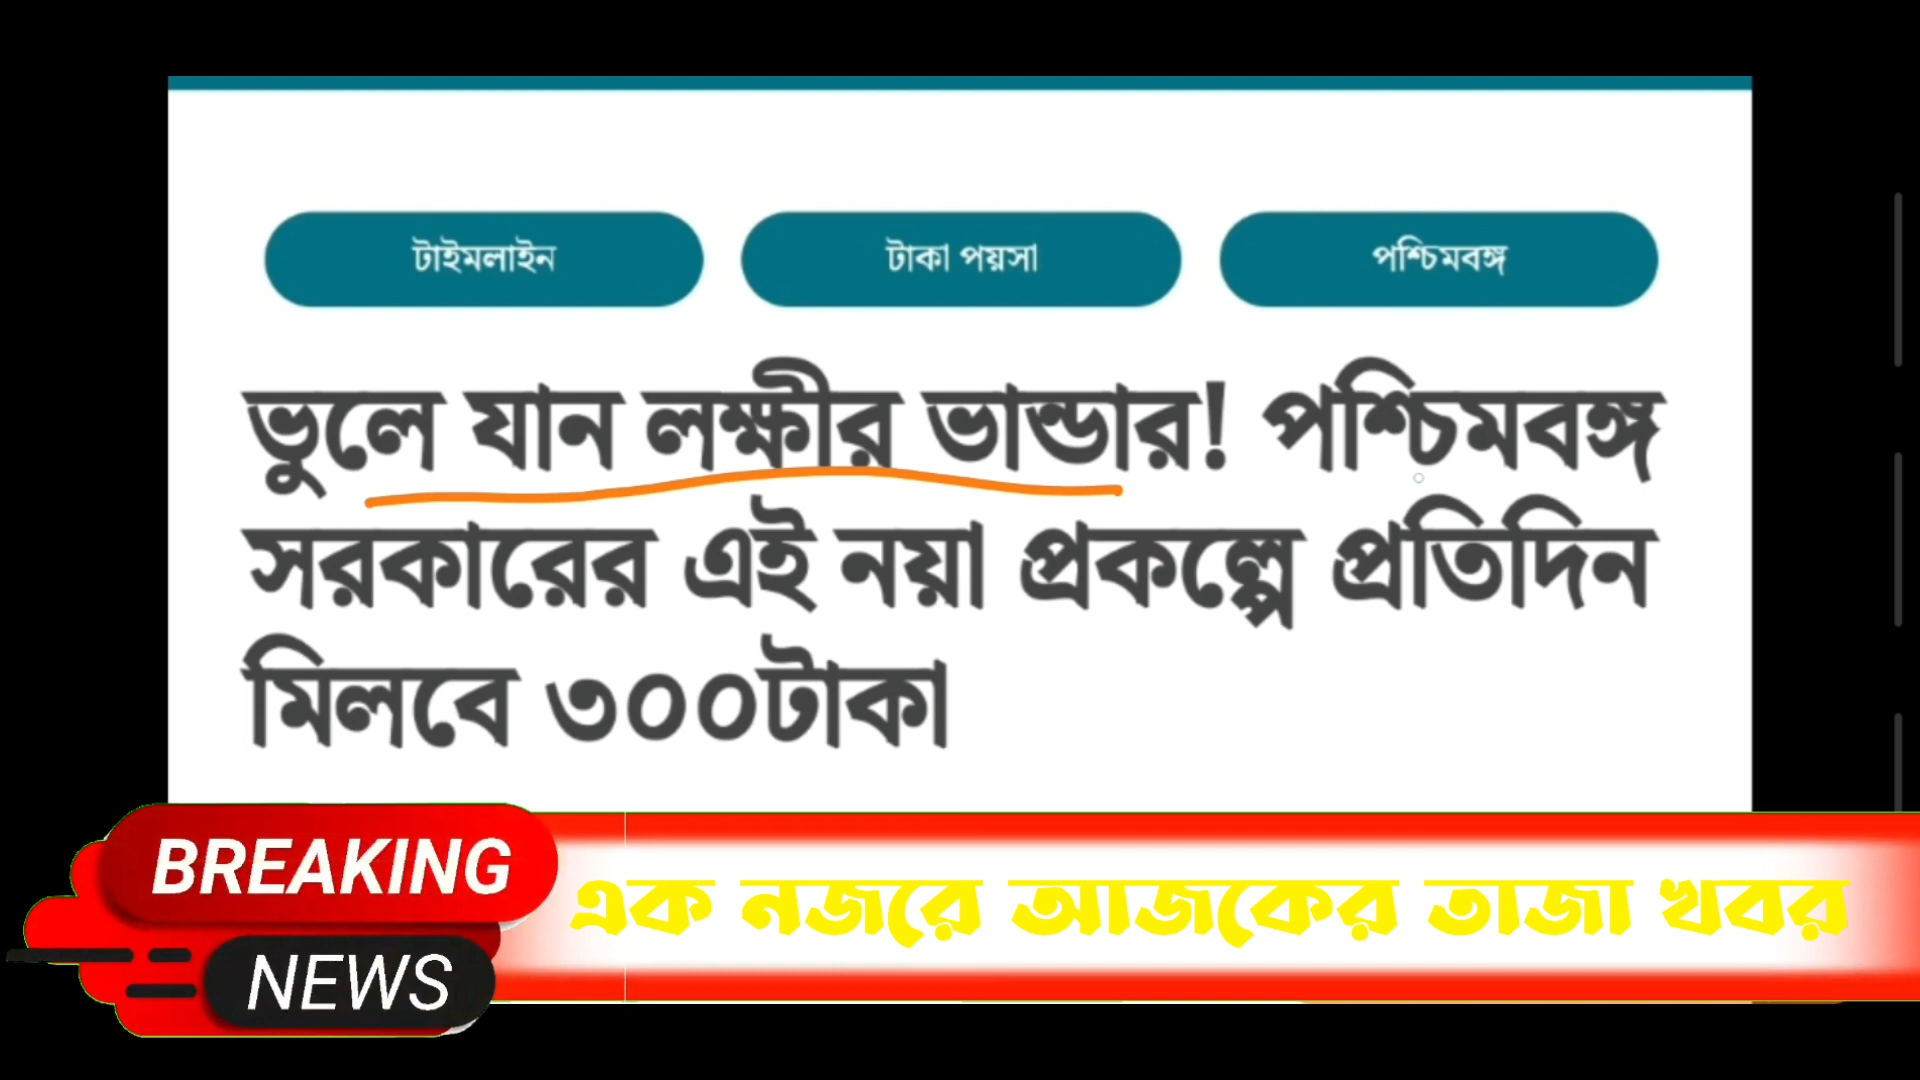 টাইমলাইন টাকা পয়সা পশ্চিমবঙ্গ
ভুলে যান লক্ষীর ভান্ডার! পশ্চিমবঙ্গ
সরকারের এই নয়া প্রকল্পে প্রতিদিন
মিলবে ৩০০টাকা
BREAKING
NEWS
এক নজরে আজকের তাজা খবর